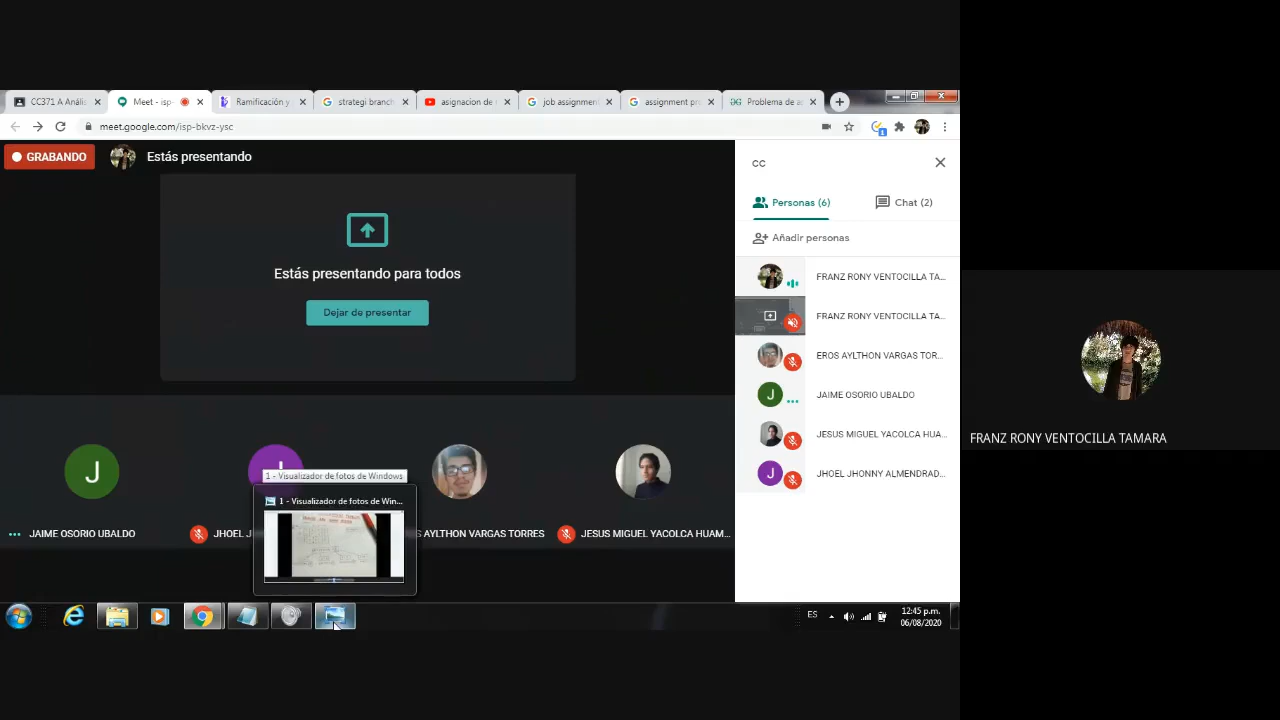 CC371 A Anális
Meet - isp-
Ramificación y
strategi branch
asignacion de
job assignment
assignment pr
Problema de a
meet.google.com/isp-bkvz-ysc
GRABANDO
Estás presentando
Estás presentando para todos
Dejar de presentar
cc
Personas (6)
Chat (2)
Añadir personas
FRANZ RONY VENTOCILLA TA...
FRANZ RONY VENTOCILLA TA...
EROS AYLTHON VARGAS TOR...
J
JAIME OSORIO UBALDO
JESUS MIGUEL YACOLCA HUA...
J
JHOEL JHONNY ALMENDRAD...
J
JAIME OSORIO UBALDO
JHOEL J
AYLTHON VARGAS TORRES
JESUS MIGUEL YACOLCA HUAM...
1 - Visualizador de fotos de Windows
1 - Visualizador de fotos de Win...
ES
12:45 p.m.
06/08/2020
FRANZ RONY VENTOCILLA TAMARA